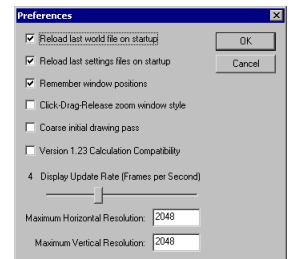 Preferences
Reload last world file on startup
OK
Reload last settings files on startup
Cancel
Remember window positions
Click-Drag-Release zoom window style
Coarse initial drawing pass
Version 1.23 Calculation Compatibility
4 Display Update Rate (Frames per Second)
Maximum Horizontal Resolution: 2048
Maximum Vertical Resolution: 2048